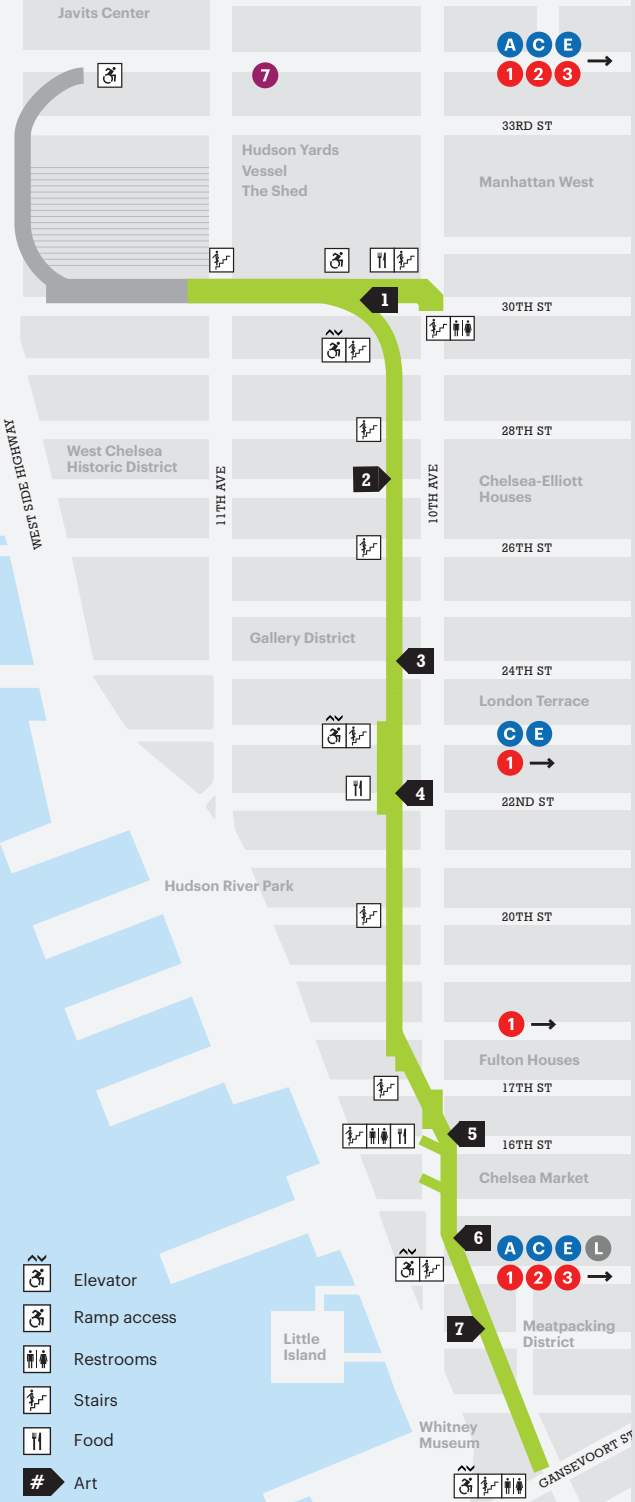 Javits Center
A C E
7
1 2 3
33RD ST
Hudson Yards
Vessel
The Shed
Manhattan West
1
30TH ST
28TH ST
WEST SIDE HIGHWAY
West Chelsea
Historic District
11TH AVE
2
10TH AVE
Chelsea-Elliott
Houses
26TH ST
Gallery District
3
24TH ST
London Terrace
C E
1
4
22ND ST
Hudson River Park
20TH ST
1
Fulton Houses
17TH ST
5
16TH ST
Chelsea Market
6
A C E L
1 2 3
7
Meatpacking
District
Little
Island
Whitney
Museum
GANSEVOORT ST
Elevator
Ramp access
Restrooms
Stairs
Food
# Art